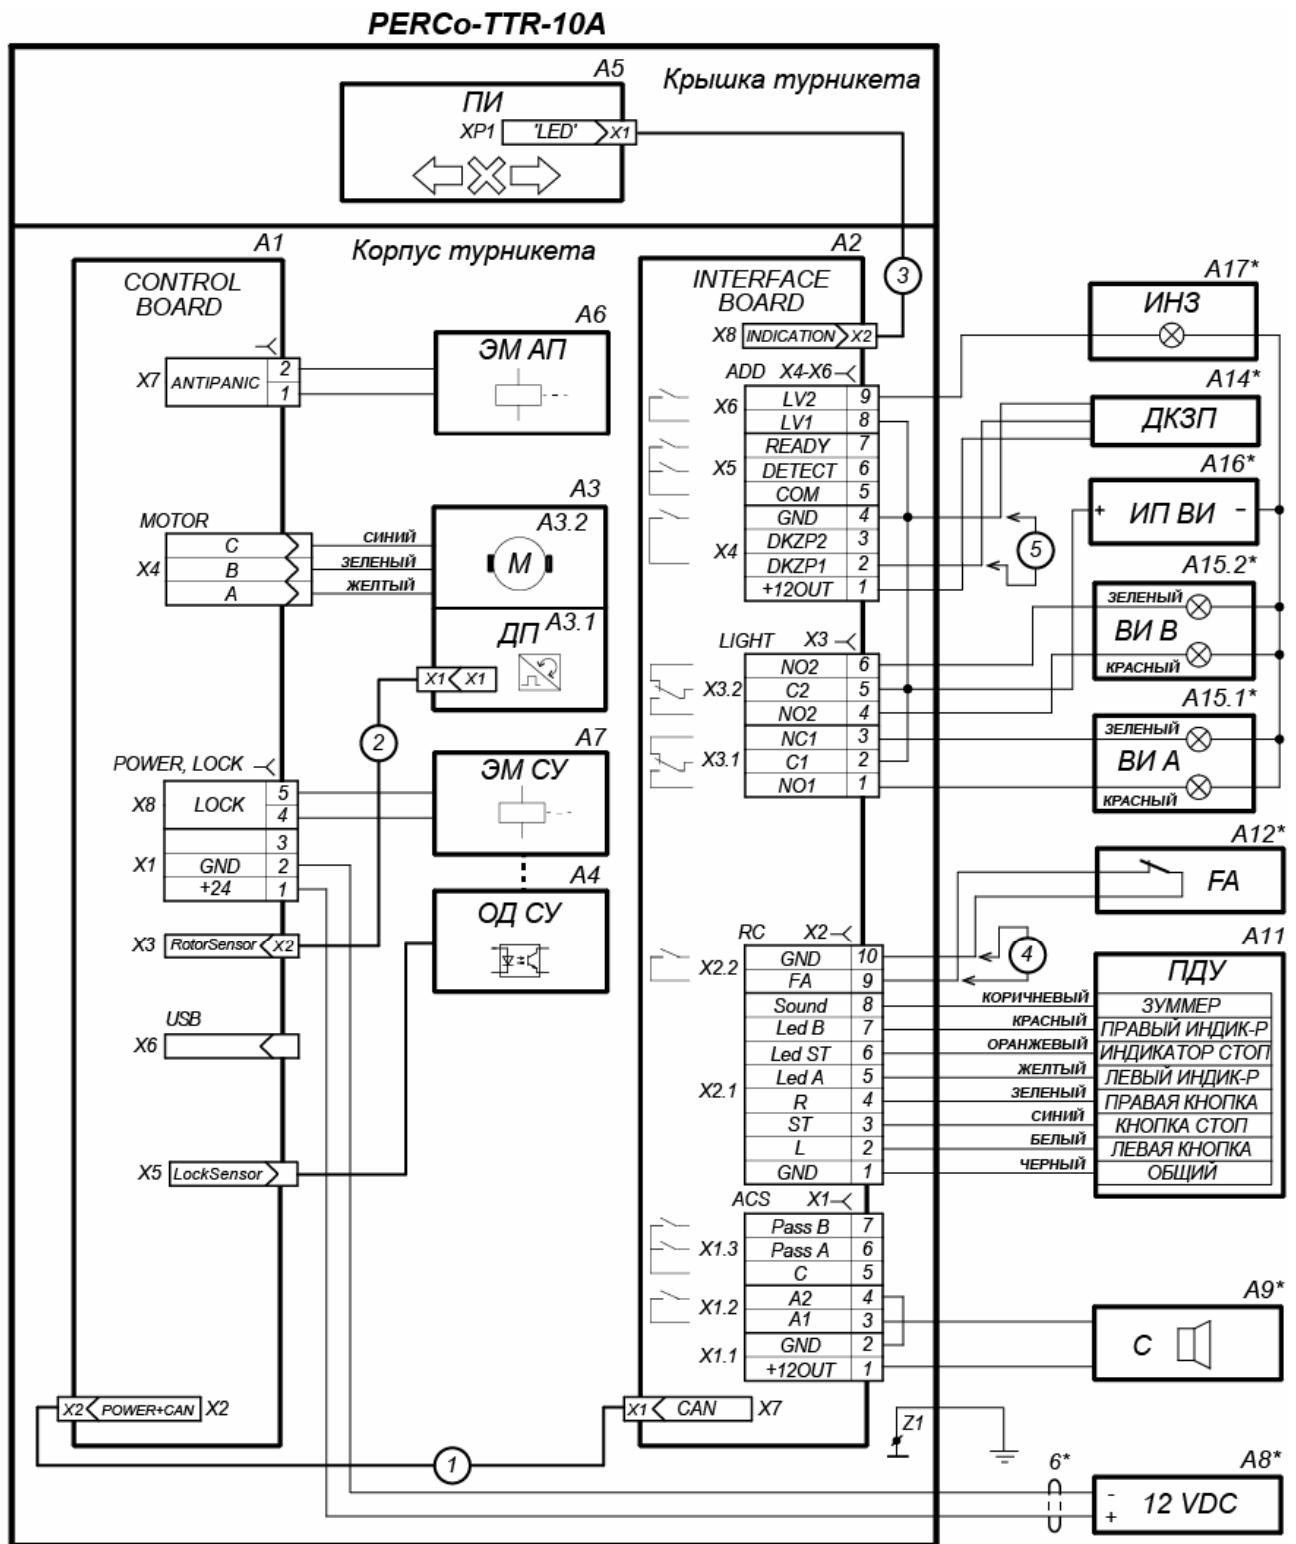 PERCo-TTR-10A
A5
Крышка турникета
ПИ
XP1 'LED' X1
3
A1
Корпус турникета
A2
CONTROL
BOARD
X7 ANTIPANIC
2
1
A6
ЭМ АП
MOTOR
X4
C СИНИЙ
B ЗЕЛЕНЫЙ
A ЖЕЛТЫЙ
A3
A3.2
M
A3.1
ДП
X1 X1
2
POWER, LOCK
X8 LOCK
5
4
3
X1
GND 2
+24 1
A7
ЭМ СУ
A4
ОД СУ
X3 RotorSensor X2
USB
X6
X5 LockSensor
X2 POWER+CAN X2
1
INTERFACE
BOARD
X8 INDICATION X2
ADD X4-X6
X6
LV2 9
LV1 8
X5
READY 7
DETECT 6
COM 5
X4
GND 4
DKZP2 3
DKZP1 2
+12OUT 1
5
LIGHT X3
X3.2
NO2 6
C2 5
NO2 4
X3.1
NC1 3
C1 2
NO1 1
RC X2
X2.2
GND 10
FA 9
4
X2.1
Sound 8 КОРИЧНЕВЫЙ
Led B 7 КРАСНЫЙ
Led ST 6 ОРАНЖЕВЫЙ
Led A 5 ЖЕЛТЫЙ
R 4 ЗЕЛЕНЫЙ
ST 3 СИНИЙ
L 2 БЕЛЫЙ
GND 1 ЧЕРНЫЙ
ACS X1
X1.3
Pass B 7
Pass A 6
C 5
X1.2
A2 4
A1 3
X1.1
GND 2
+12OUT 1
X1 CAN X7
Z1
A17*
ИНЗ
A14*
ДКЗП
A16*
+ ИП ВИ -
A15.2*
ЗЕЛЕНЫЙ
ВИ B
КРАСНЫЙ
A15.1*
ЗЕЛЕНЫЙ
ВИ A
КРАСНЫЙ
A12*
FA
A11
ПДУ
ЗУММЕР
ПРАВЫЙ ИНДИК-Р
ИНДИКАТОР СТОП
ЛЕВЫЙ ИНДИК-Р
ПРАВАЯ КНОПКА
КНОПКА СТОП
ЛЕВАЯ КНОПКА
ОБЩИЙ
A9*
C
6*
A8*
-
+
12 VDC